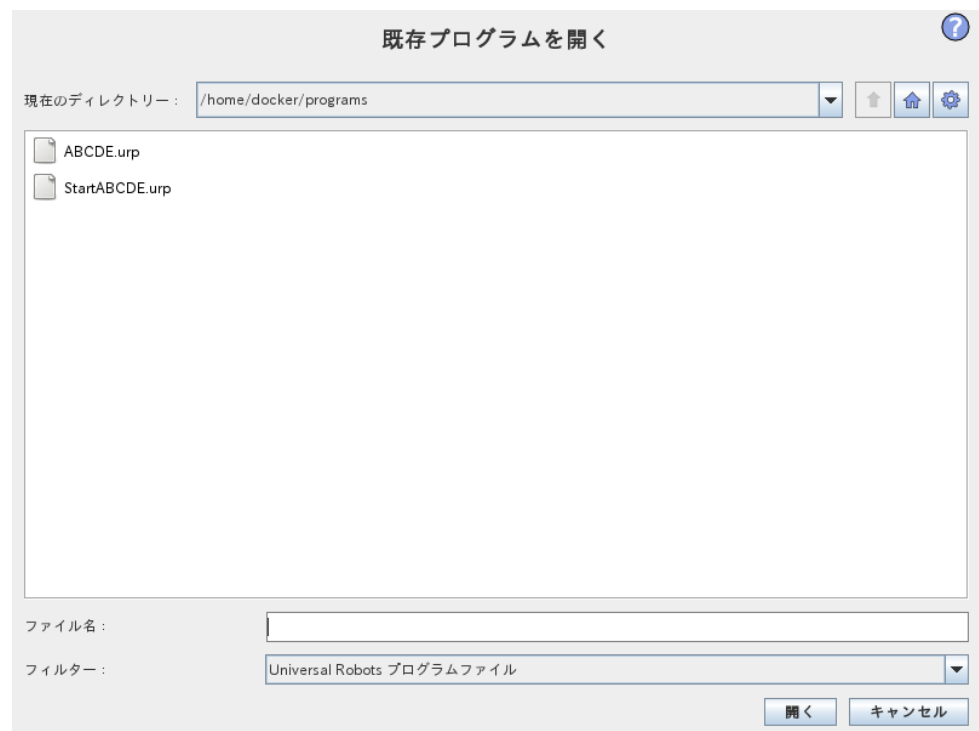 既存プログラムを開く
?
現在のディレクトリー： /home/docker/programs
ABCDE.urp
StartABCDE.urp
ファイル名：
フィルター： Universal Robots プログラムファイル
開く キャンセル